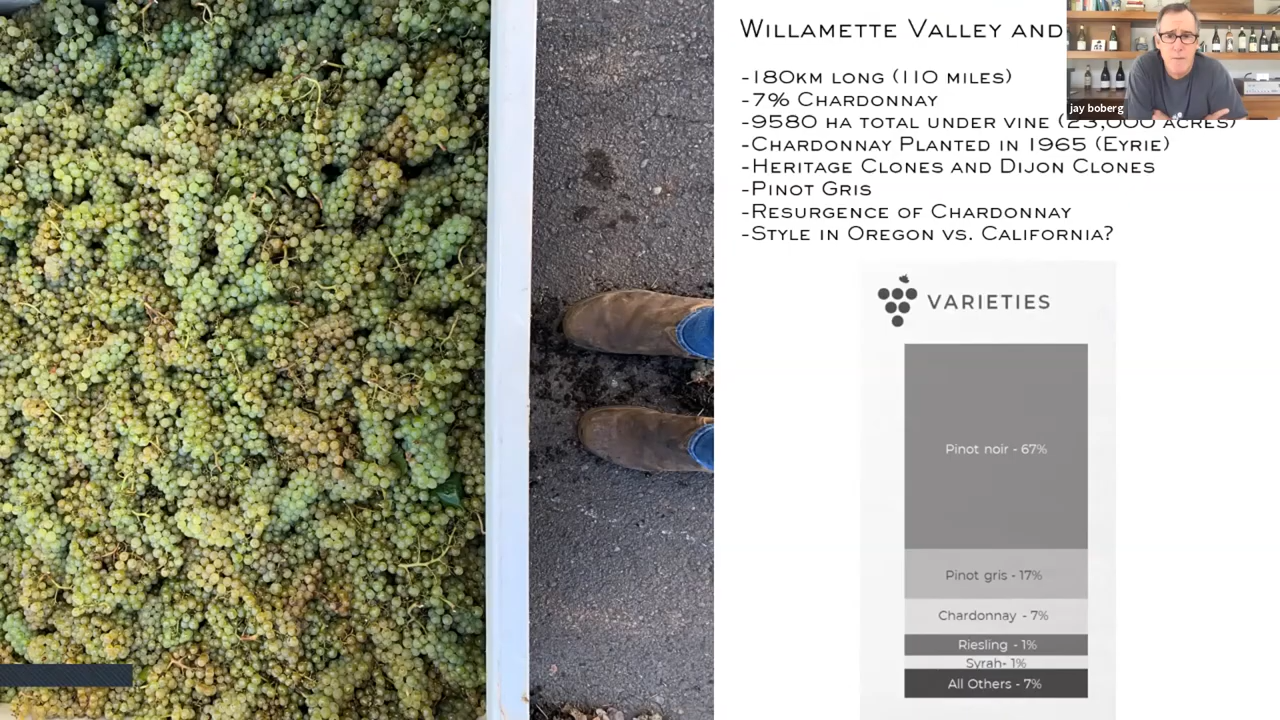 Willamette Valley and
jay boberg
-180km long (110 miles)
-7% Chardonnay
-9580 ha total under vine (23,000 acres)
-Chardonnay Planted in 1965 (Eyrie)
-Heritage Clones and Dijon Clones
-Pinot Gris
-Resurgence of Chardonnay
-Style in Oregon vs. California?
VARIETIES
Pinot noir - 67%
Pinot gris - 17%
Chardonnay - 7%
Riesling - 1%
Syrah- 1%
All Others - 7%